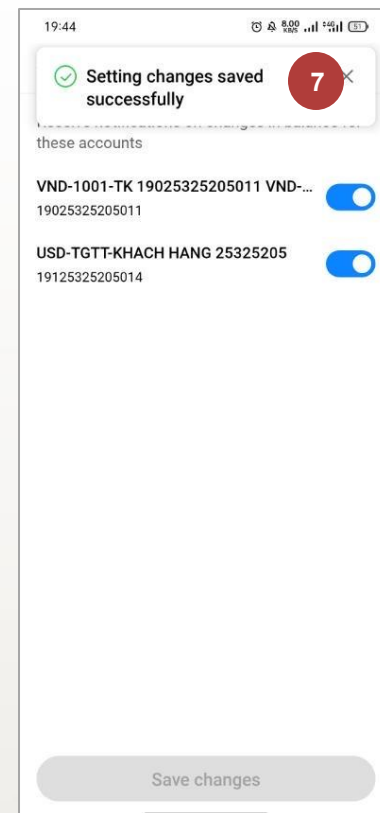 19:44
8.00 KB/S 51
Setting changes saved
successfully
7
these accounts
VND-1001-TK 19025325205011 VND-...
19025325205011
USD-TGTT-KHACH HANG 25325205
19125325205014
Save changes